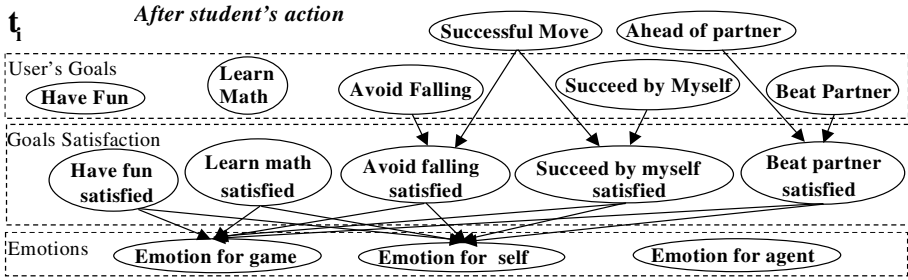 t_i
After student's action
Successful Move
Ahead of partner
User's Goals
Have Fun
Learn
Math
Avoid Falling
Succeed by Myself
Beat Partner
Goals Satisfaction
Have fun
satisfied
Learn math
satisfied
Avoid falling
satisfied
Succeed by myself
satisfied
Beat partner
satisfied
Emotions
Emotion for game
Emotion for self
Emotion for agent